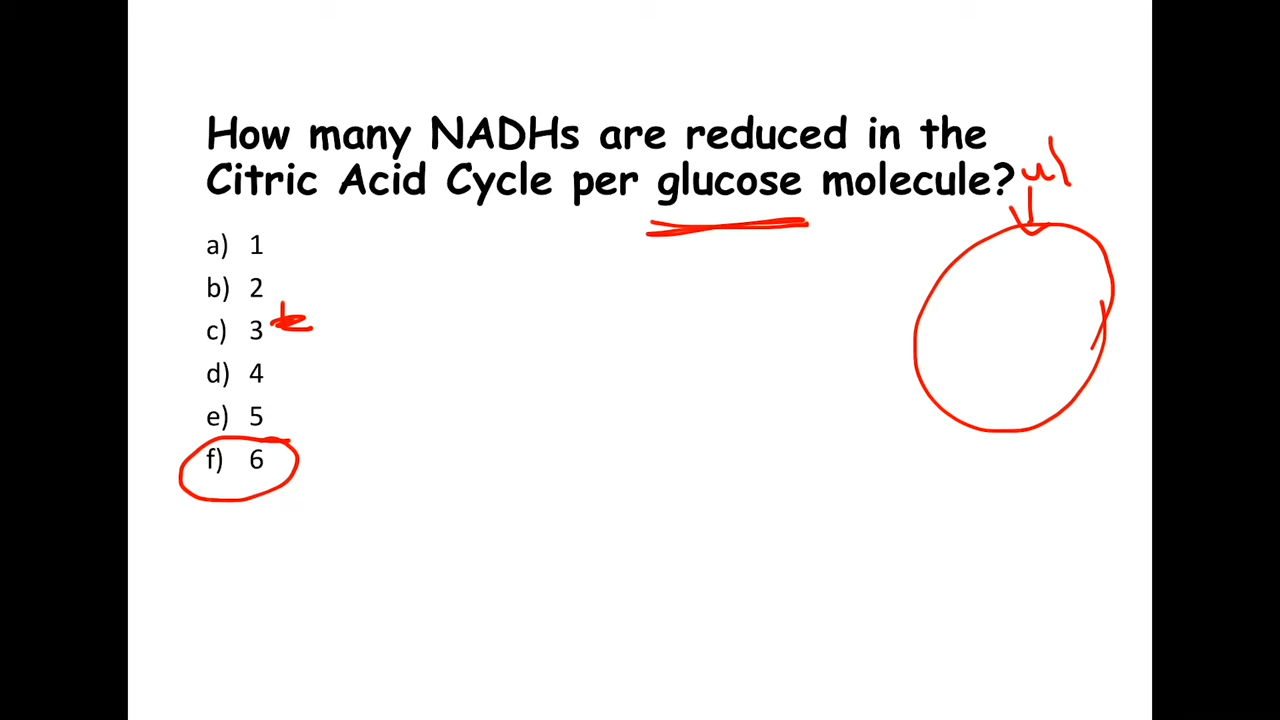 How many NADHs are reduced in the
Citric Acid Cycle per glucose molecule?
a) 1
b) 2
c) 3
d) 4
e) 5
f) 6